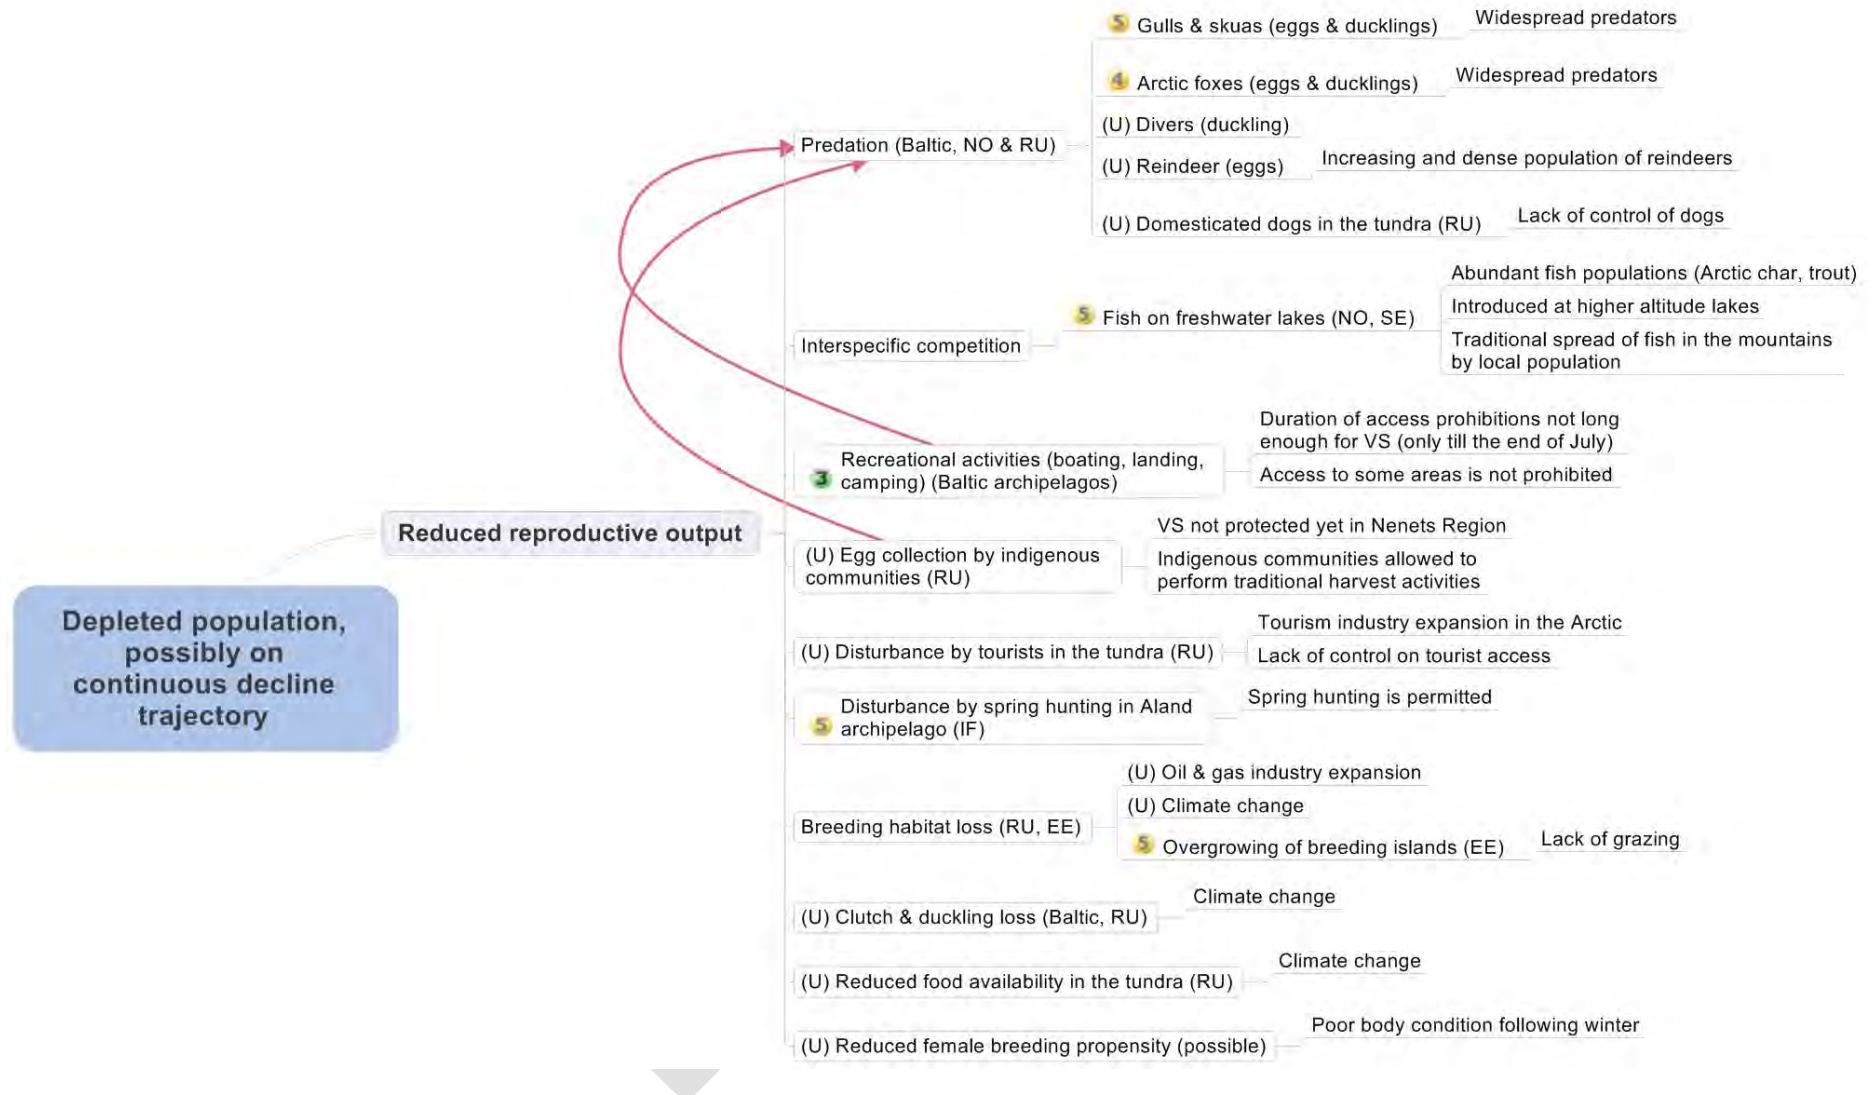 5 Gulls & skuas (eggs & ducklings)
Widespread predators
4 Arctic foxes (eggs & ducklings)
Widespread predators
(U) Divers (duckling)
Predation (Baltic, NO & RU)
(U) Reindeer (eggs)
Increasing and dense population of reindeers
(U) Domesticated dogs in the tundra (RU)
Lack of control of dogs
Interspecific competition
5 Fish on freshwater lakes (NO, SE)
Abundant fish populations (Arctic char, trout)
Introduced at higher altitude lakes
Traditional spread of fish in the mountains
by local population
Recreational activities (boating, landing,
3 camping) (Baltic archipelagos)
Duration of access prohibitions not long
enough for VS (only till the end of July)
Access to some areas is not prohibited
Reduced reproductive output
(U) Egg collection by indigenous
communities (RU)
VS not protected yet in Nenets Region
Indigenous communities allowed to
perform traditional harvest activities
Depleted population,
possibly on
continuous decline
trajectory
(U) Disturbance by tourists in the tundra (RU)
Tourism industry expansion in the Arctic
Lack of control on tourist access
Disturbance by spring hunting in Aland
5 archipelago (IF)
Spring hunting is permitted
Breeding habitat loss (RU, EE)
(U) Oil & gas industry expansion
(U) Climate change
5 Overgrowing of breeding islands (EE)
Lack of grazing
(U) Clutch & duckling loss (Baltic, RU)
Climate change
(U) Reduced food availability in the tundra (RU)
Climate change
(U) Reduced female breeding propensity (possible)
Poor body condition following winter